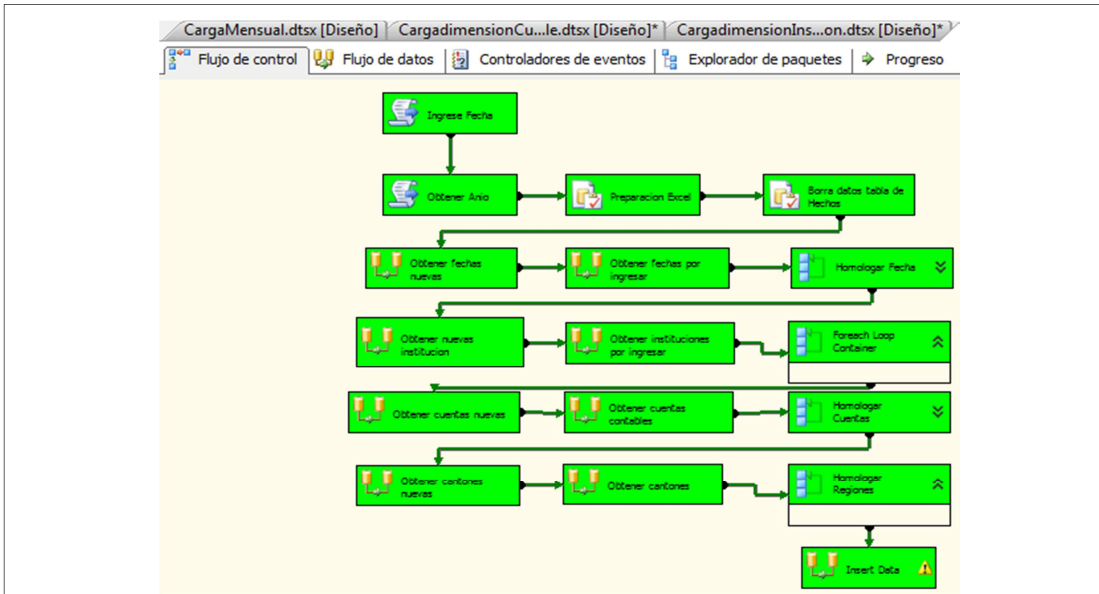 CargaMensual.dtsx [Diseño] CargadimensionCu...le.dtsx [Diseño]* CargadimensionIns...on.dtsx [Diseño]*
Flujo de control Flujo de datos Controladores de eventos Explorador de paquetes Progreso
Ingrese Fecha
Obtener Anio
Preparacion Excel
Borra datos tabla de
Hechos
Obtener fechas
nuevas
Obtener fechas por
ingresar
Homologar Fecha
Obtener nuevas
institucion
Obtener instituciones
por ingresar
Foreach Loop
Container
Obtener cuentas nuevas
Obtener cuentas
contables
Homologar
Cuentas
Obtener cantones
nuevas
Obtener cantones
Homologar
Regiones
Insert Data